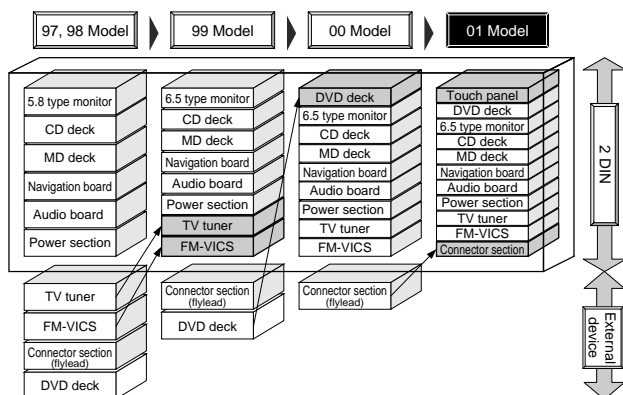 97, 98 Model
99 Model
00 Model
01 Model
5.8 type monitor
CD deck
MD deck
Navigation board
Audio board
Power section
TV tuner
FM-VICS
Connector section
(flylead)
DVD deck
6.5 type monitor
CD deck
MD deck
Navigation board
Audio board
Power section
TV tuner
FM-VICS
Connector section
(flylead)
DVD deck
DVD deck
6.5 type monitor
CD deck
MD deck
Navigation board
Audio board
Power section
TV tuner
FM-VICS
Connector section
(flylead)
Touch panel
DVD deck
6.5 type monitor
CD deck
MD deck
Navigation board
Audio board
Power section
TV tuner
FM-VICS
Connector section
2 DIN
External
device